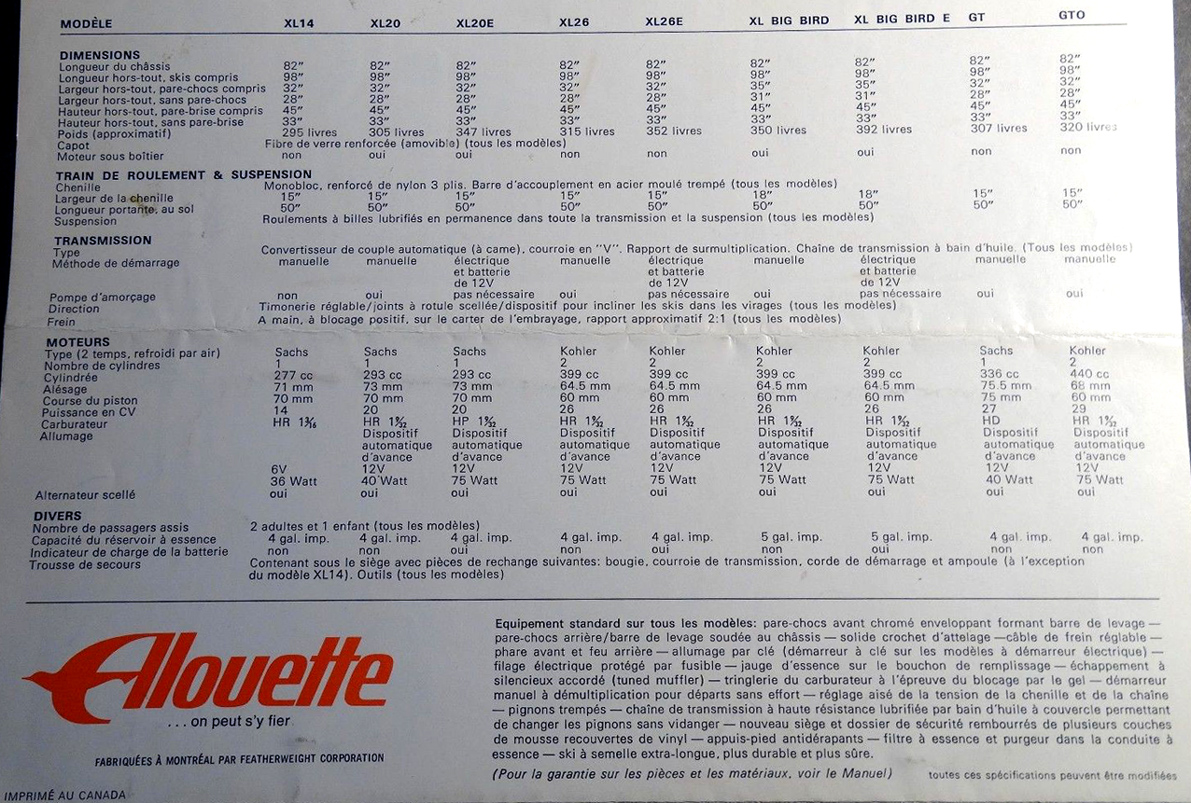 MODÈLE XL14 XL20 XL20E XL26 XL26E XL BIG BIRD XL BIG BIRD E GT GTO
DIMENSIONS
Longueur du châssis 82" 82" 82" 82" 82" 82" 82" 82" 82"
Longueur hors-tout, skis compris 98" 98" 98" 98" 98" 98" 98" 98" 98"
Largeur hors-tout, pare-chocs compris 32" 32" 32" 32" 32" 35" 35" 32" 32"
Largeur hors-tout, sans pare-chocs 28" 28" 28" 28" 28" 31" 31" 28" 28"
Hauteur hors-tout, pare-brise compris 45" 45" 45" 45" 45" 45" 45" 45" 45"
Hauteur hors-tout, sans pare-brise 33" 33" 33" 33" 33" 33" 33" 33" 33"
Poids (approximatif) 295 livres 305 livres 347 livres 315 livres 352 livres 350 livres 392 livres 307 livres 320 livres
Capot Fibre de verre renforcée (amovible) (tous les modèles)
Moteur sous boîtier non oui oui non non oui oui non non
TRAIN DE ROULEMENT & SUSPENSION
Chenille Monobloc, renforcé de nylon 3 plis. Barre d'accouplement en acier moulé trempé (tous les modèles)
Largeur de la chenille 15" 15" 15" 15" 15" 18" 18" 15" 15"
Longueur portante, au sol 50" 50" 50" 50" 50" 50" 50" 50" 50"
Suspension Roulements à billes lubrifiés en permanence dans toute la transmission et la suspension (tous les modèles)
TRANSMISSION
Type Convertisseur de couple automatique (à came), courroie en "V". Rapport de surmultiplication. Chaîne de transmission à bain d'huile. (Tous les modèles)
Méthode de démarrage manuelle manuelle électrique manuelle électrique manuelle électrique manuelle manuelle
et batterie et batterie et batterie
de 12V de 12V de 12V
Pompe d'amorçage non oui pas nécessaire oui pas nécessaire oui pas nécessaire oui oui
Direction Timonerie réglable/joints à rotule scellée/dispositif pour incliner les skis dans les virages (tous les modèles)
Frein A main, à blocage positif, sur le carter de l'embrayage, rapport approximatif 2:1 (tous les modèles)
MOTEURS
Type (2 temps, refroidi par air) Sachs Sachs Sachs Kohler Kohler Kohler Kohler Sachs Kohler
Nombre de cylindres 1 1 1 2 2 2 2 1 2
Cylindrée 277 cc 293 cc 293 cc 399 cc 399 cc 399 cc 399 cc 336 cc 440 cc
Alésage 71 mm 73 mm 73 mm 64.5 mm 64.5 mm 64.5 mm 64.5 mm 75.5 mm 68 mm
Course du piston 70 mm 70 mm 70 mm 60 mm 60 mm 60 mm 60 mm 75 mm 60 mm
Puissance en CV 14 20 20 26 26 26 26 27 29
Carburateur HR HR HP HR HR HR HR HD HR
Allumage Dispositif Dispositif Dispositif Dispositif Dispositif Dispositif Dispositif Dispositif
automatique automatique automatique automatique automatique automatique automatique automatique
d'avance d'avance d'avance d'avance d'avance d'avance d'avance d'avance
6V 12V 12V 12V 12V 12V 12V 12V 12V
36 Watt 40 Watt 75 Watt 75 Watt 75 Watt 75 Watt 75 Watt 40 Watt 75 Watt
Alternateur scellé oui oui oui oui oui oui oui oui oui
DIVERS
Nombre de passagers assis 2 adultes et 1 enfant (tous les modèles)
Capacité du réservoir à essence 4 gal. imp. 4 gal. imp. 4 gal. imp. 4 gal. imp. 4 gal. imp. 5 gal. imp. 5 gal. imp. 4 gal. imp. 4 gal. imp.
Indicateur de charge de la batterie non non oui non oui non oui non non
Trousse de secours Contenant sous le siège avec pièces de rechange suivantes: bougie, courroie de transmission, corde de démarrage et ampoule (à l'exception
du modèle XL14). Outils (tous les modèles)
Alouette
... on peut s'y fier
FABRIQUÉES À MONTRÉAL PAR FEATHERWEIGHT CORPORATION
IMPRIMÉ AU CANADA
Equipement standard sur tous les modèles: pare-chocs avant chromé enveloppant formant barre de levage —
pare-chocs arrière/barre de levage soudée au châssis — solide crochet d'attelage — câble de frein réglable —
phare avant et feu arrière — allumage par clé (démarreur à clé sur les modèles à démarreur électrique) —
filage électrique protégé par fusible — jauge d'essence sur le bouchon de remplissage — échappement à
silencieux accordé (tuned muffler) — tringlerie du carburateur à l'épreuve du blocage par le gel — démarreur
manuel à démultiplication pour départs sans effort — réglage aisé de la tension de la chenille et de la chaîne
— pignons trempés — chaîne de transmission à haute résistance lubrifiée par bain d'huile à couvercle permettant
de changer les pignons sans vidanger — nouveau siège et dossier de sécurité rembourrés de plusieurs couches
de mousse recouvertes de vinyl — appuis-pied antidérapants — filtre à essence et purgeur dans la conduite à
essence — ski à semelle extra-longue, plus durable et plus sûre.
(Pour la garantie sur les pièces et les matériaux, voir le Manuel) toutes ces spécifications peuvent être modifiées